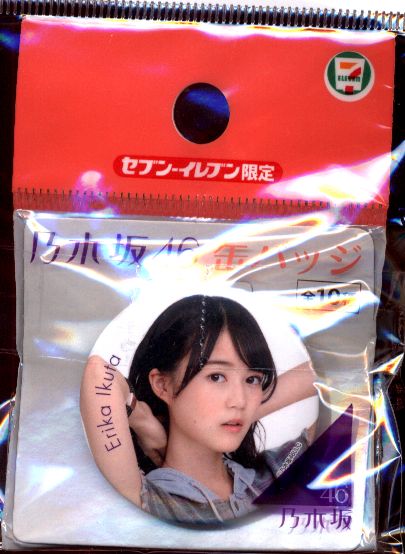 7
ELEVEN
セブン-イレブン限定
乃木坂46 缶バッジ
全10
Erika Ikuta
46
乃木坂